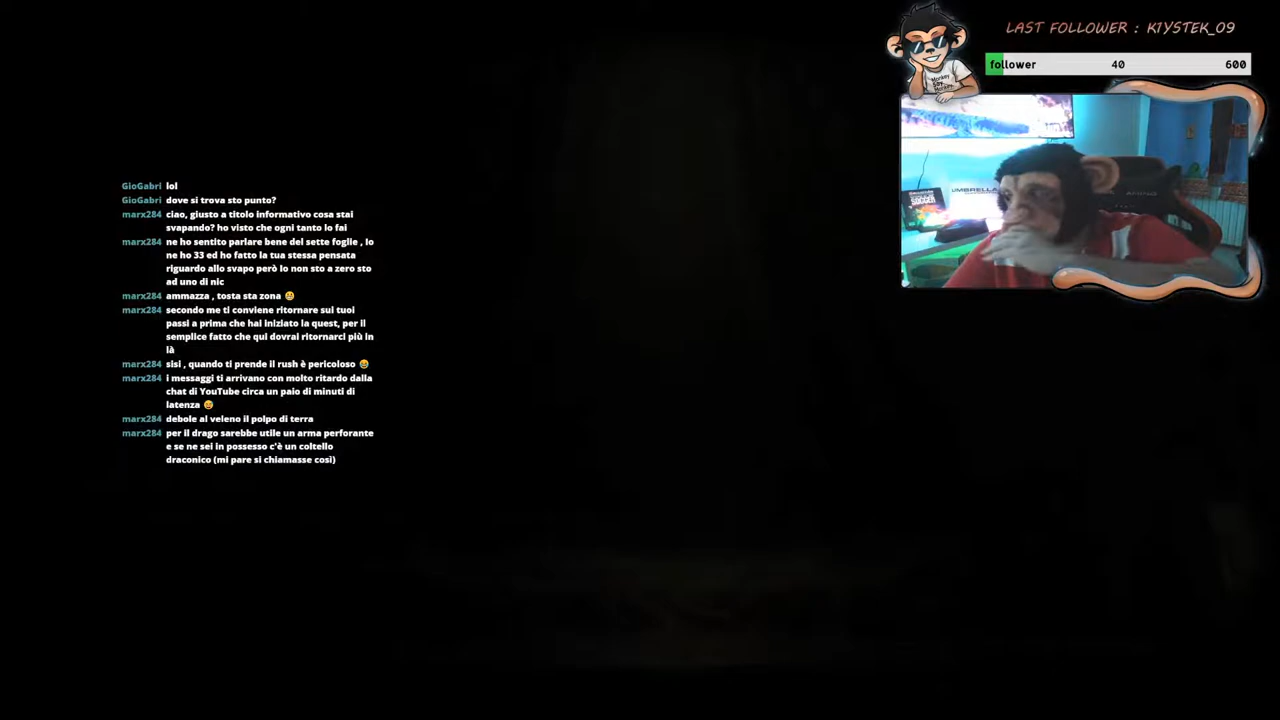 LAST FOLLOWER : K1YSTEK_09
follower 40 600
UMBRELLA
GioGabri lol
GioGabri dove si trova sto punto?
marx284 ciao, giusto a titolo informativo cosa stai
svapando? ho visto che ogni tanto lo fai
marx284 ne ho sentito parlare bene del sette foglie , Io
ne ho 33 ed ho fatto la tua stessa pensata
riguardo allo svapo però Io non sto a zero sto
ad uno di nic
marx284 ammazza , tosta sta zona 🥲
marx284 secondo me ti conviene ritornare sui tuoi
passi a prima che hai iniziato la quest, per il
semplice fatto che qui dovrai ritornarci più in
là
marx284 sisi , quando ti prende il rush è pericoloso 🥲
marx284 i messaggi ti arrivano con molto ritardo dalla
chat di YouTube circa un paio di minuti di
latenza 😅
marx284 debole al veleno il polpo di terra
marx284 per il drago sarebbe utile un arma perforante
e se ne sei in possesso c'è un coltello
draconico (mi pare si chiamasse così)